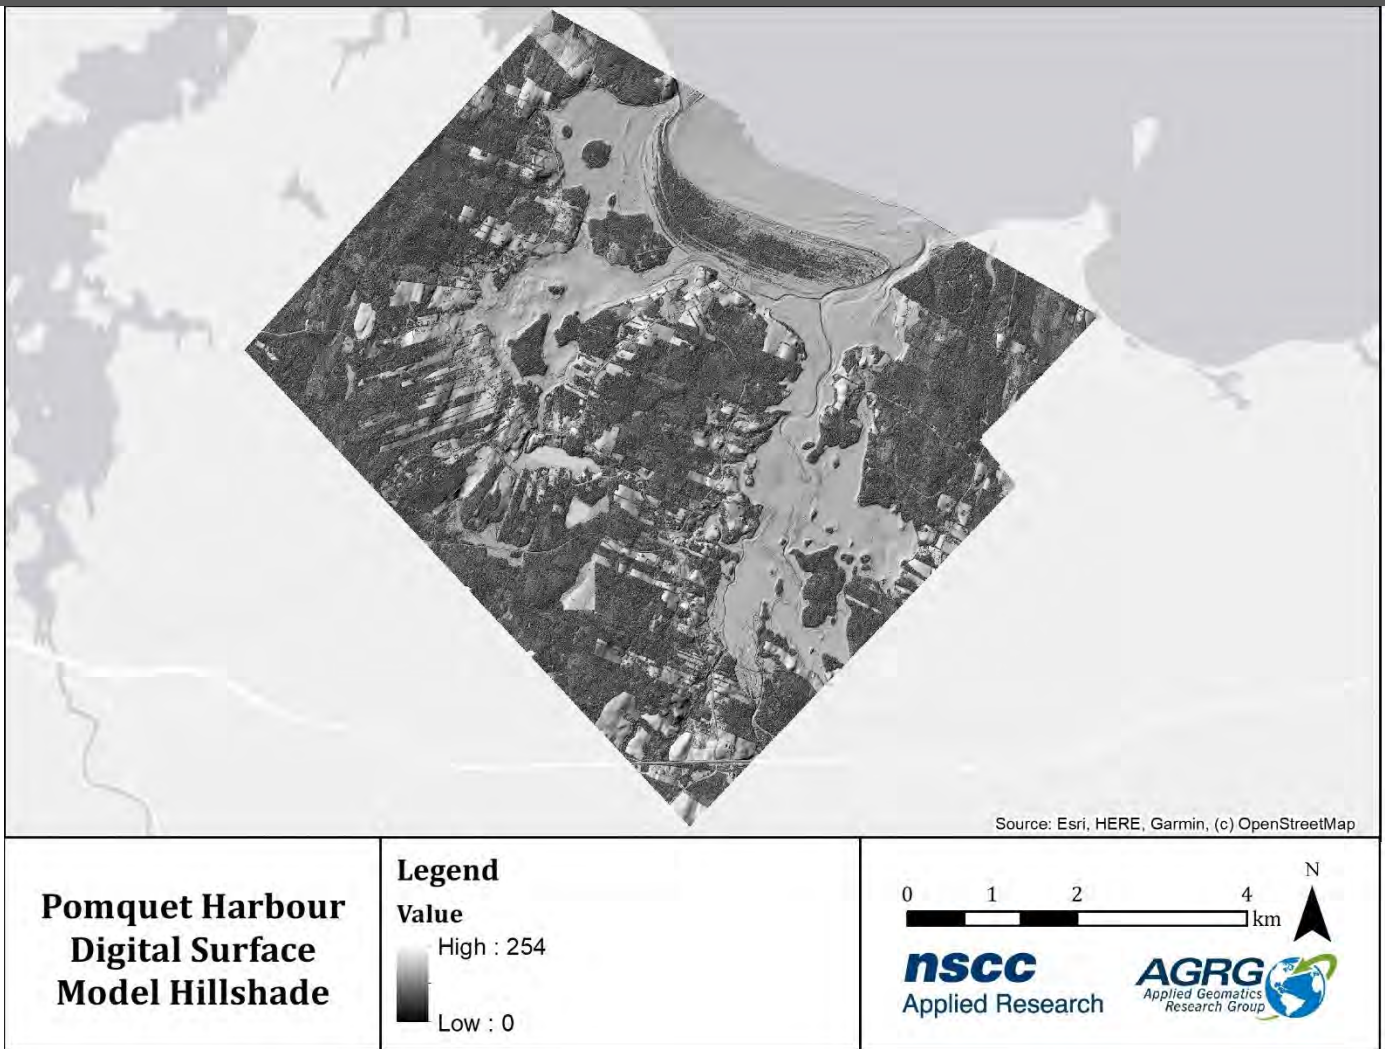 Source: Esri, HERE, Garmin, (c) OpenStreetMap
Pomquet Harbour
Digital Surface
Model Hillshade
Legend
Value
High : 254
Low : 0
0 1 2 4
km
N
nscc
Applied Research
AGRG
Applied Geomatics
Research Group